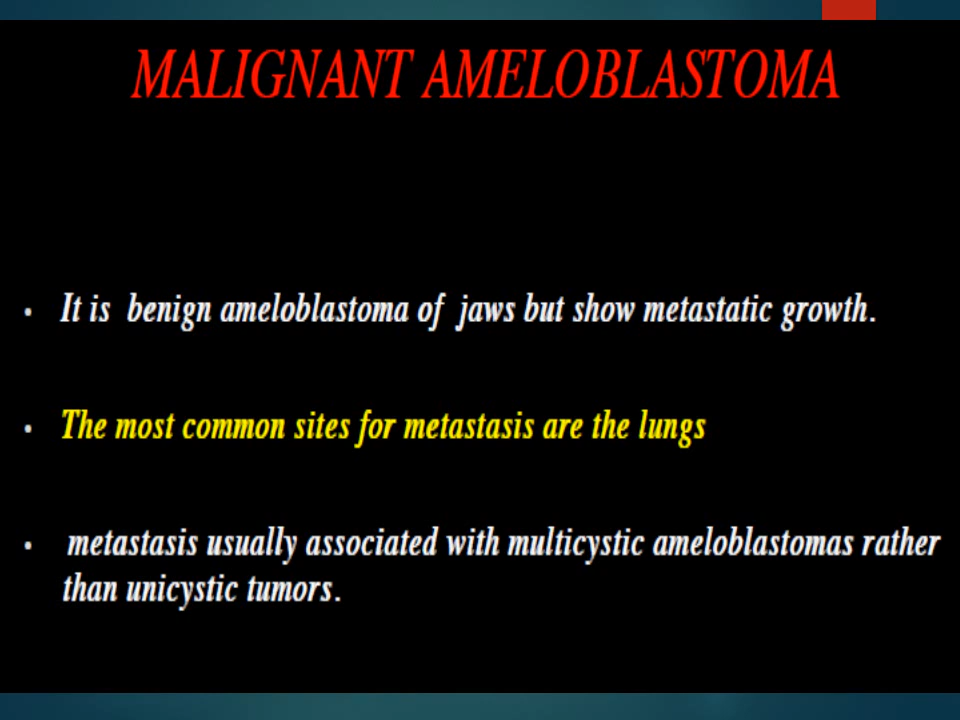 MALIGNANT AMELOBLASTOMA
• It is benign ameloblastoma of jaws but show metastatic growth.
• The most common sites for metastasis are the lungs
• metastasis usually associated with multicystic ameloblastomas rather
than unicystic tumors.